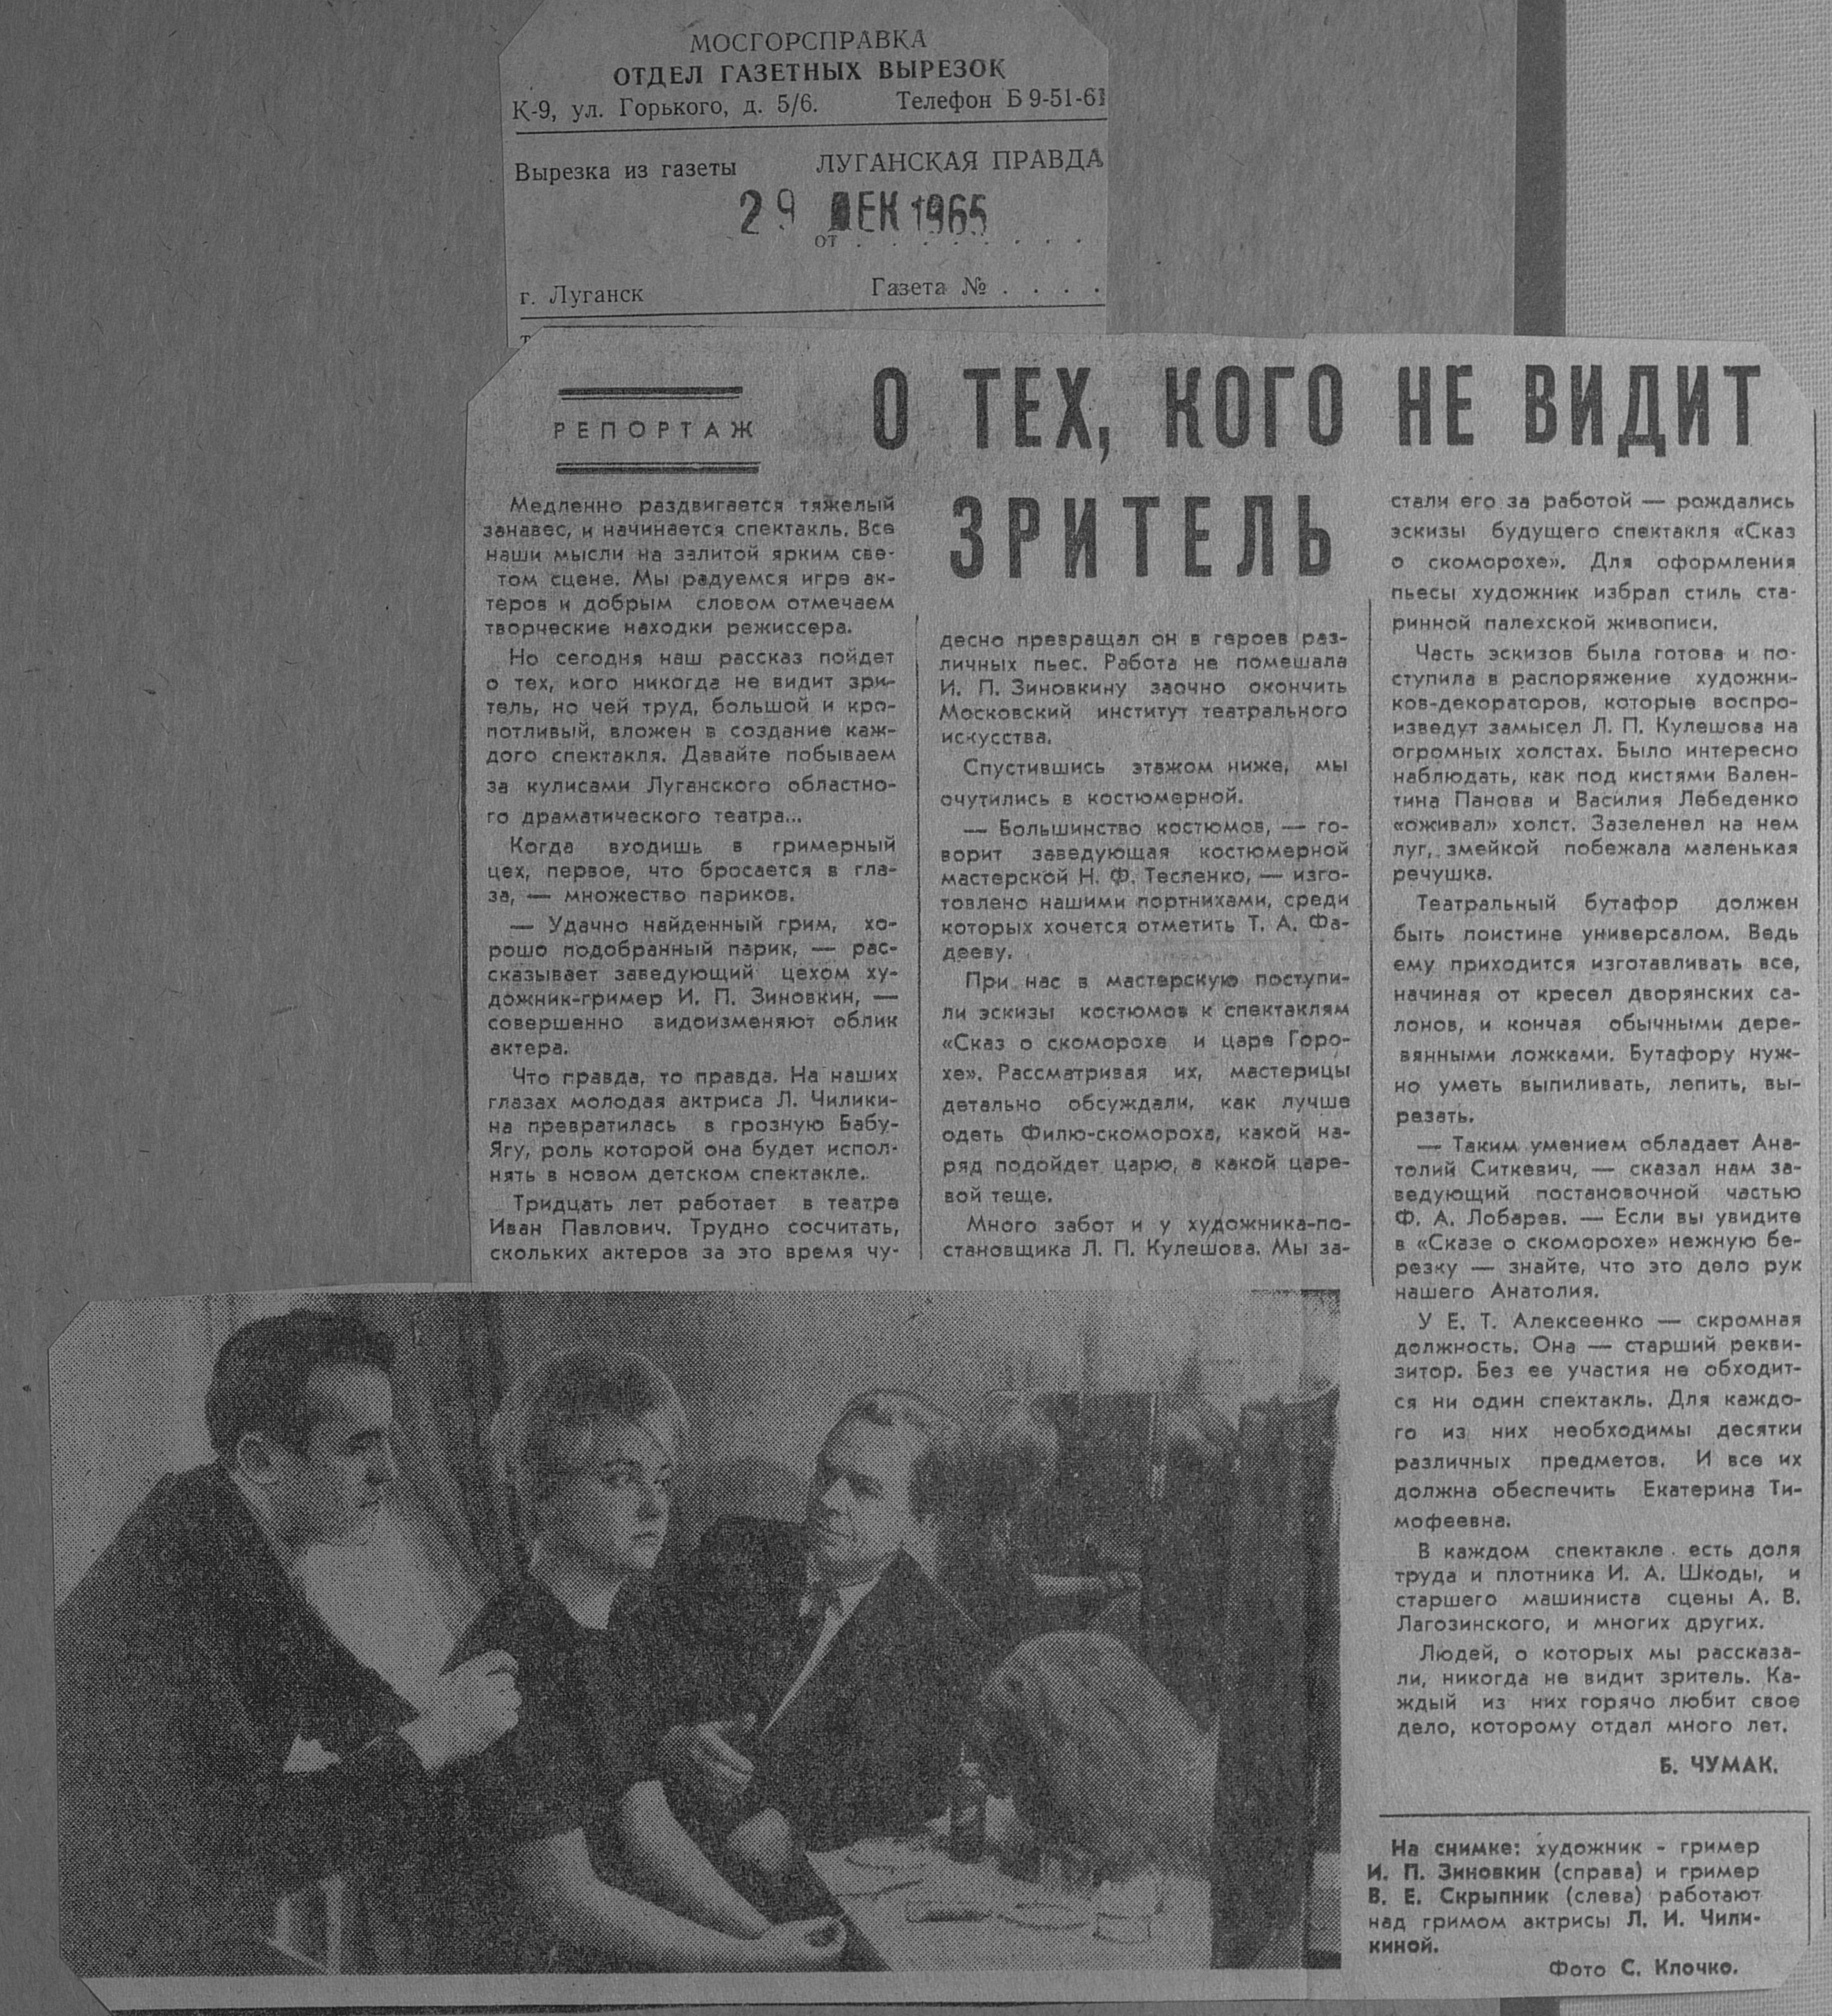 МОСГОРСПРАВКА
ОТДЕЛ ГАЗЕТНЫХ ВЫРЕЗОК
К-9, ул. Горького, д. 5/6. Телефон Б 9-51-61
Вырезка из газеты ЛУГАНСКАЯ ПРАВДА
29 ДЕК 1965
от . . . . . . . .
г. Луганск Газета № . . . .
РЕПОРТАЖ
О ТЕХ, КОГО НЕ ВИДИТ
ЗРИТЕЛЬ
Медленно раздвигается тяжелый
занавес, и начинается спектакль. Все
наши мысли на залитой ярким све-
том сцене. Мы радуемся игре ак-
теров и добрым словом отмечаем
творческие находки режиссера.
Но сегодня наш рассказ пойдет
о тех, кого никогда не видит зри-
тель, но чей труд, большой и кро-
потливый, вложен в создание каж-
дого спектакля. Давайте побываем
за кулисами Луганского областно-
го драматического театра...
Когда входишь в гримерный
цех, первое, что бросается в гла-
за, — множество париков.
— Удачно найденный грим, хо-
рошо подобранный парик, — рас-
сказывает заведующий цехом ху-
дожник-гример И. П. Зиновкин, —
совершенно видоизменяют облик
актера.
Что правда, то правда. На наших
глазах молодая актриса Л. Чилики-
на превратилась в грозную Бабу-
Ягу, роль которой она будет испол-
нять в новом детском спектакле.
Тридцать лет работает в театре
Иван Павлович. Трудно сосчитать,
скольких актеров за это время чу-
десно превращал он в героев раз-
личных пьес. Работа не помешала
И. П. Зиновкину заочно окончить
Московский институт театрального
искусства.
Спустившись этажом ниже, мы
очутились в костюмерной.
— Большинство костюмов, — го-
ворит заведующая костюмерной
мастерской Н. Ф. Тесленко, — изго-
товлено нашими портнихами, среди
которых хочется отметить Т. А. Фа-
дееву.
При нас в мастерскую поступи-
ли эскизы костюмов к спектаклям
«Сказ о скоморохе и царе Горо-
хе». Рассматривая их, мастерицы
детально обсуждали, как лучше
одеть Филю-скомороха, какой на-
ряд подойдет царю, а какой царе-
вой теще.
Много забот и у художника-по-
становщика Л. П. Кулешова. Мы за-
стали его за работой — рождались
эскизы будущего спектакля «Сказ
о скоморохе». Для оформления
пьесы художник избрал стиль ста-
ринной палехской живописи.
Часть эскизов была готова и по-
ступила в распоряжение художни-
ков-декораторов, которые воспро-
изведут замысел Л. П. Кулешова на
огромных холстах. Было интересно
наблюдать, как под кистями Вален-
тина Панова и Василия Лебеденко
«оживал» холст. Зазеленел на нем
луг, змейкой побежала маленькая
речушка.
Театральный бутафор должен
быть поистине универсалом. Ведь
ему приходится изготавливать все,
начиная от кресел дворянских са-
лонов, и кончая обычными дере-
вянными ложками. Бутафору нуж-
но уметь выпиливать, лепить, вы-
резать.
— Таким умением обладает Ана-
толий Ситкевич, — сказал нам за-
ведующий постановочной частью
Ф. А. Лобарев. — Если вы увидите
в «Сказе о скоморохе» нежную бе-
резку — знайте, что это дело рук
нашего Анатолия.
У Е. Т. Алексеенко — скромная
должность. Она — старший рекви-
зитор. Без ее участия не обходит-
ся ни один спектакль. Для каждо-
го из них необходимы десятки
различных предметов. И все их
должна обеспечить Екатерина Ти-
мофеевна.
В каждом спектакле есть доля
труда и плотника И. А. Шкоды, и
старшего машиниста сцены А. В.
Лагозинского, и многих других.
Людей, о которых мы рассказа-
ли, никогда не видит зритель. Ка-
ждый из них горячо любит свое
дело, которому отдал много лет.
Б. ЧУМАК.
На снимке: художник - гример
И. П. Зиновкин (справа) и гример
В. Е. Скрыпник (слева) работают
над гримом актрисы Л. И. Чили-
киной.
Фото С. Клочко.